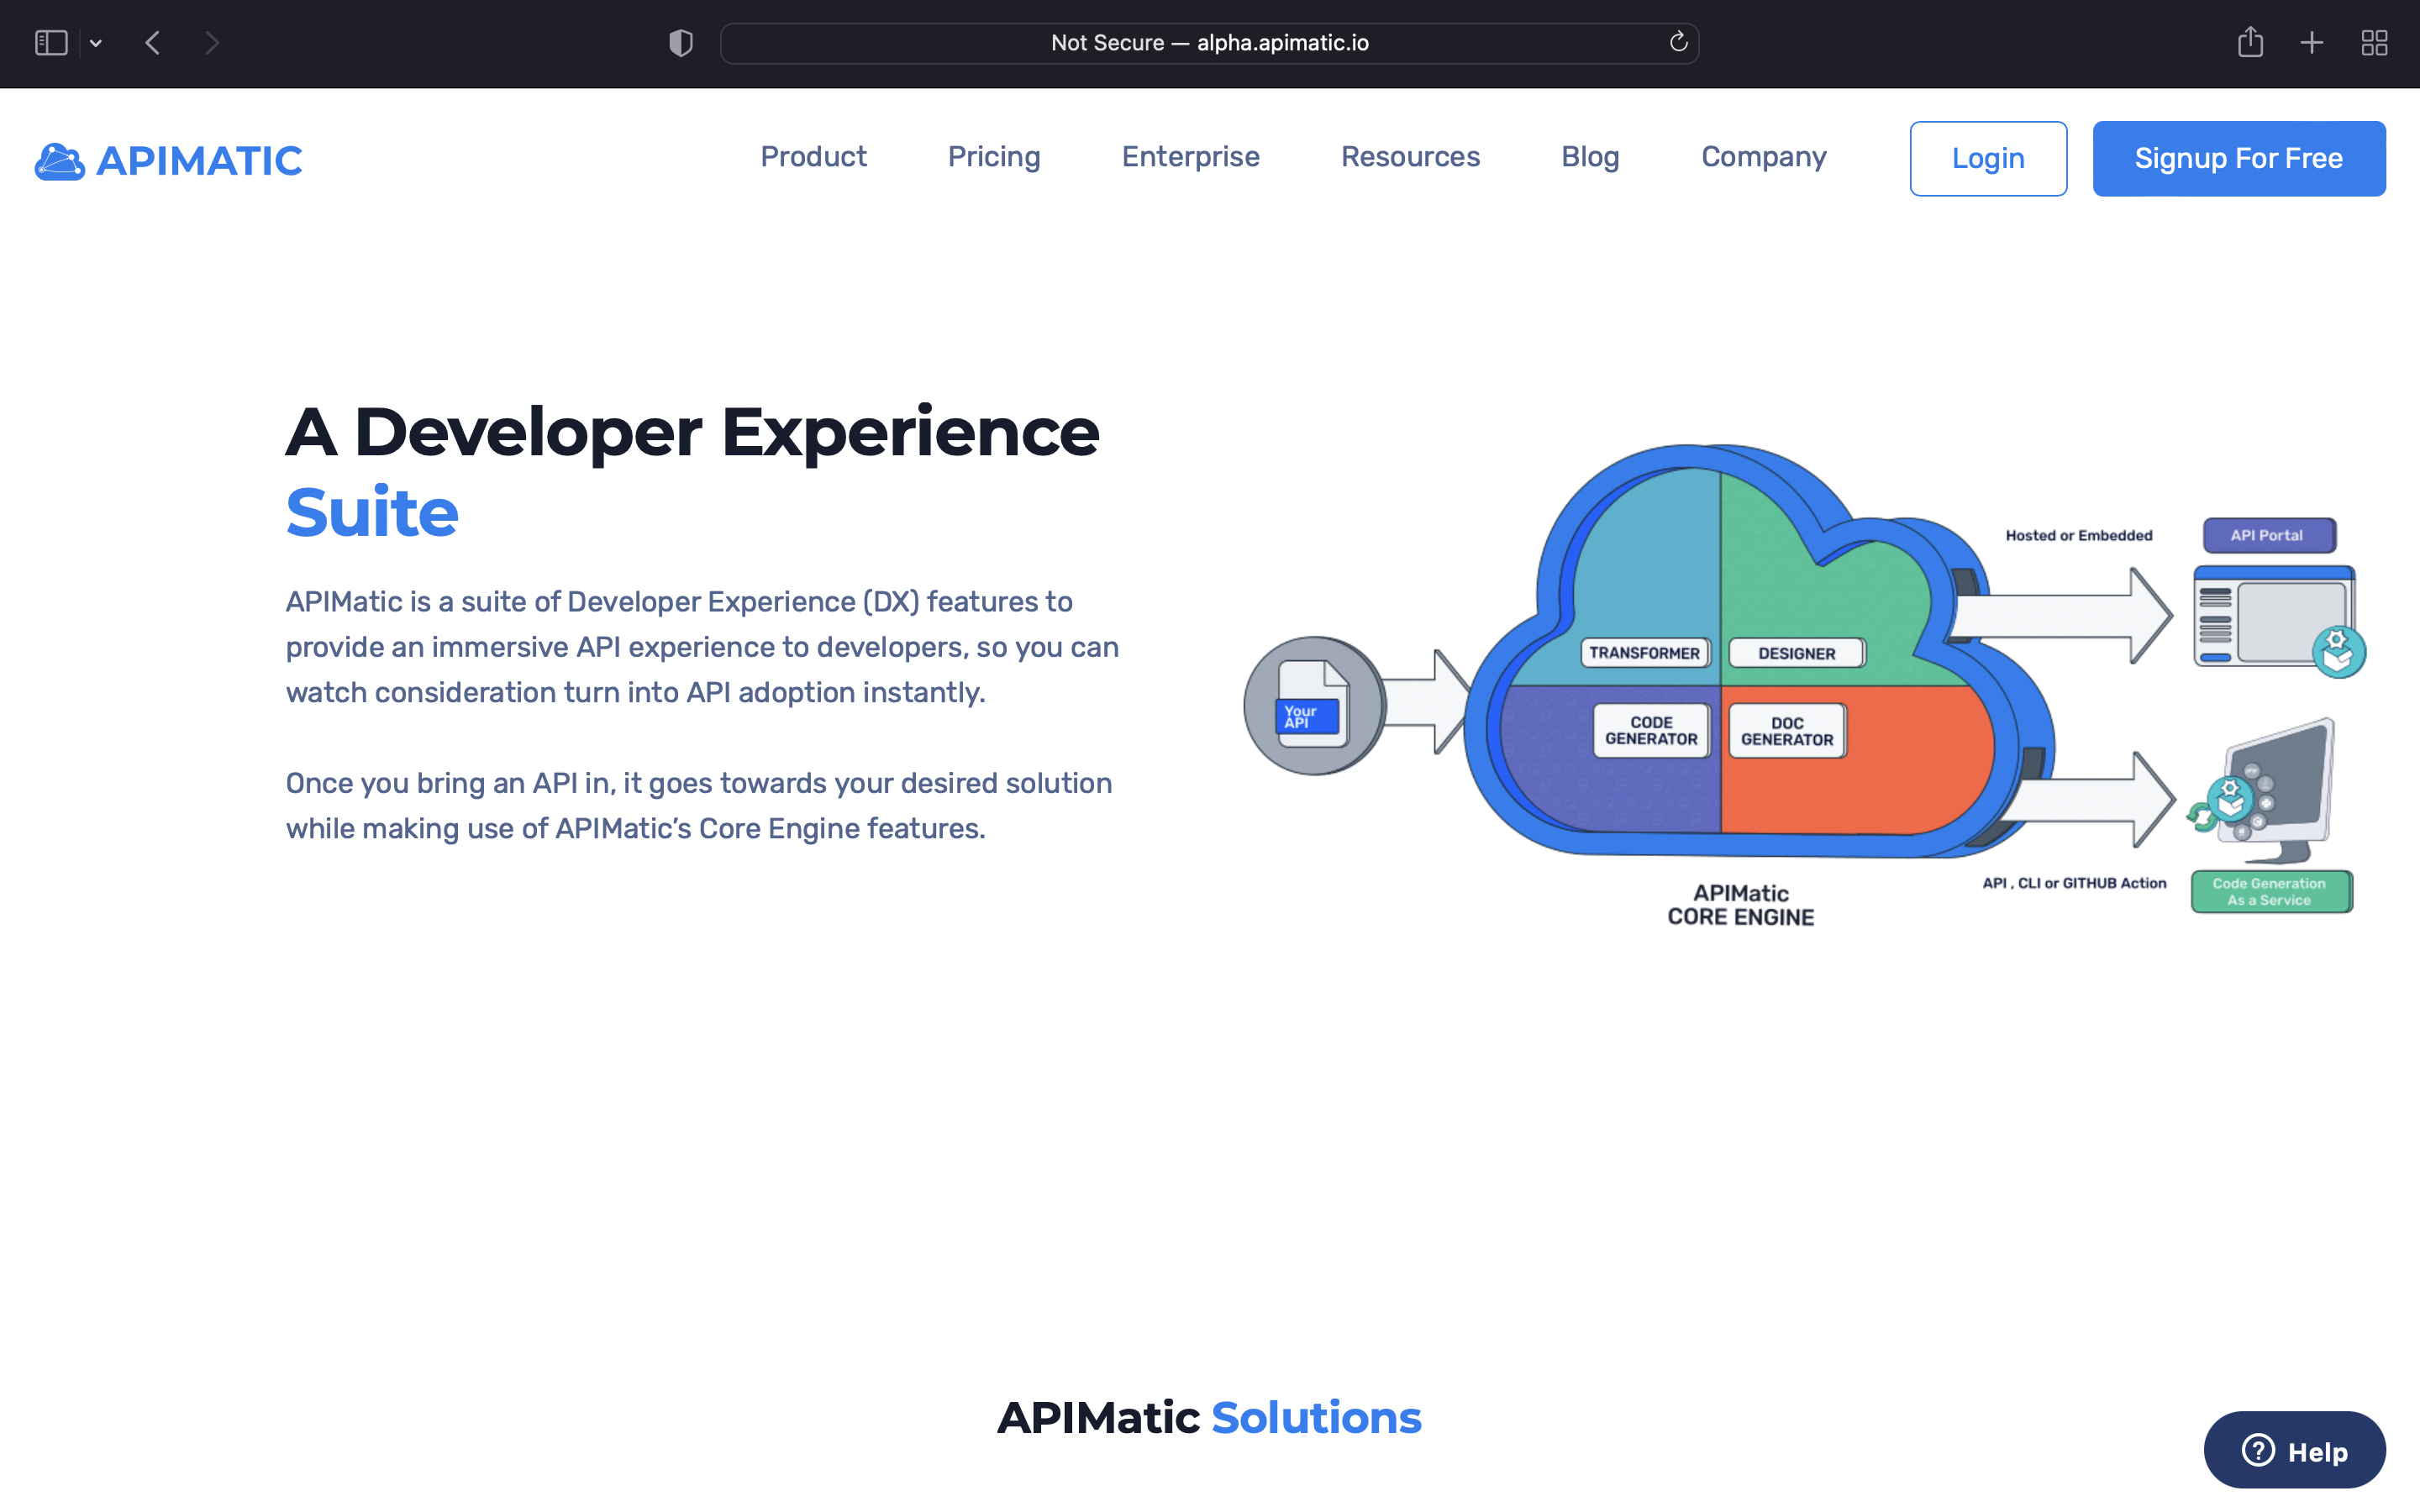 Not Secure — alpha.apimatic.io
APIMATIC
Product
Pricing
Enterprise
Resources
Blog
Company
Login
Signup For Free
A Developer Experience
Suite
APIMatic is a suite of Developer Experience (DX) features to
provide an immersive API experience to developers, so you can
watch consideration turn into API adoption instantly.
Once you bring an API in, it goes towards your desired solution
while making use of APIMatic’s Core Engine features.
Your
API
TRANSFORMER
DESIGNER
CODE
GENERATOR
DOC
GENERATOR
APIMatic
CORE ENGINE
Hosted or Embedded
API Portal
API , CLI or GITHUB Action
Code Generation
As a Service
APIMatic Solutions
Help